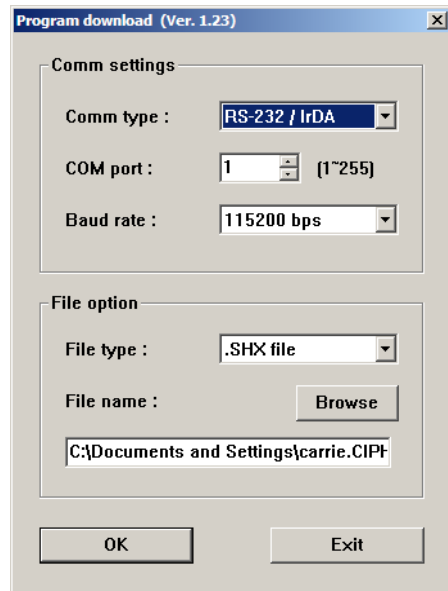 Program download (Ver. 1.23)
Comm settings
Comm type :
RS-232 / IrDA
COM port :
1
(1~255)
Baud rate :
115200 bps
File option
File type :
.SHX file
File name :
Browse
C:\Documents and Settings\carrie.CIPH
OK
Exit